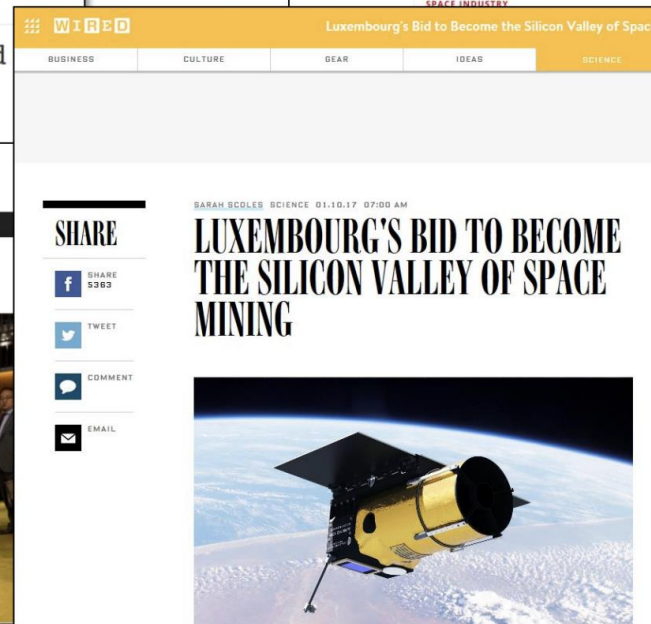 SPACE INDUSTRY
WIRED
Luxembourg's Bid to Become the Silicon Valley of Spac
BUSINESS
CULTURE
GEAR
IDEAS
SCIENCE
d
SHARE
SHARE
5363
TWEET
COMMENT
EMAIL
SARAH SCOLES SCIENCE 01.10.17 07:00 AM
LUXEMBOURG'S BID TO BECOME
THE SILICON VALLEY OF SPACE
MINING